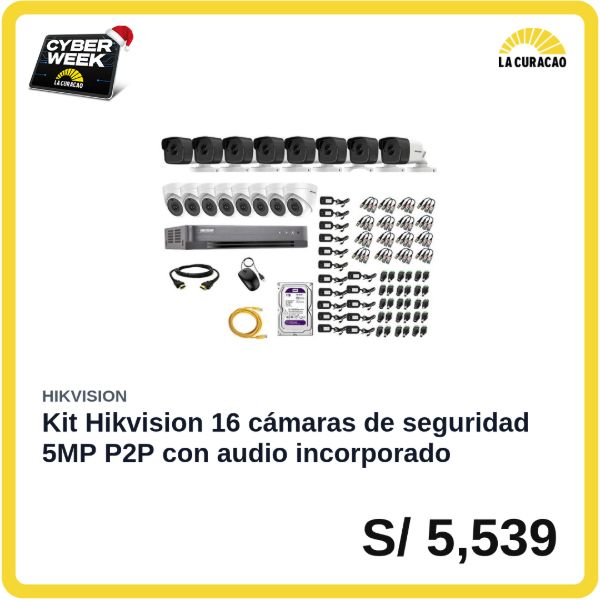 CYBER
WEEK
LA CURACAO
LA CURACAO
HIKVISION
Kit Hikvision 16 cámaras de seguridad
5MP P2P con audio incorporado
S/ 5,539